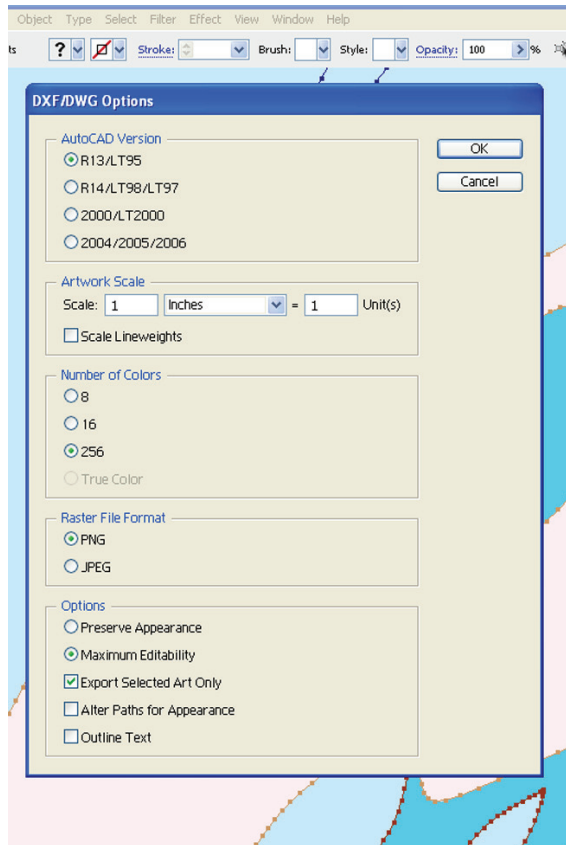 Object Type Select Filter Effect View Window Help
ts ? Stroke: Brush: Style: Opacity: 100 %
DXF/DWG Options
AutoCAD Version
OK
R13/LT95
R14/LT98/LT97
Cancel
2000/LT2000
2004/2005/2006
Artwork Scale
Scale: 1 Inches = 1 Unit(s)
Scale Lineweights
Number of Colors
8
16
256
True Color
Raster File Format
PNG
JPEG
Options
Preserve Appearance
Maximum Editability
Export Selected Art Only
Alter Paths for Appearance
Outline Text